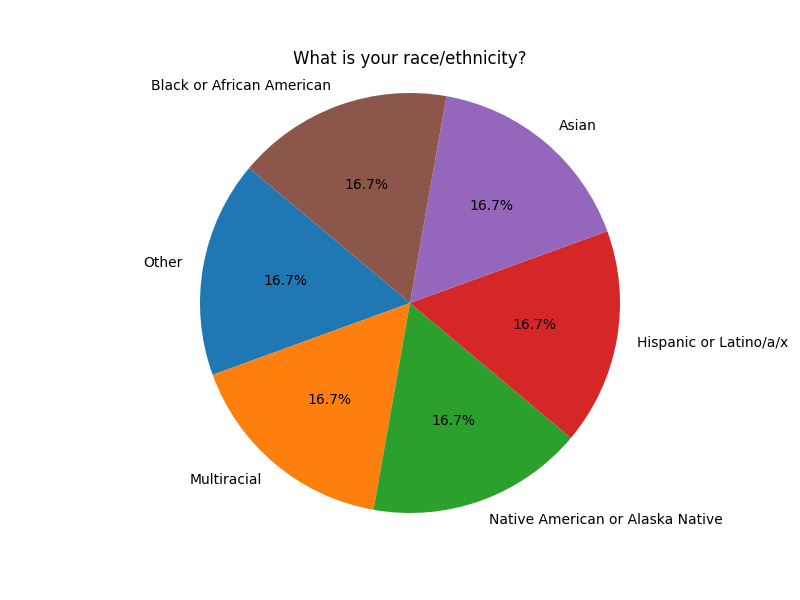 What is your race/ethnicity?
Black or African American
Asian
16.7%
16.7%
Other
16.7%
16.7%
Hispanic or Latino/a/x
16.7%
16.7%
Multiracial
Native American or Alaska Native